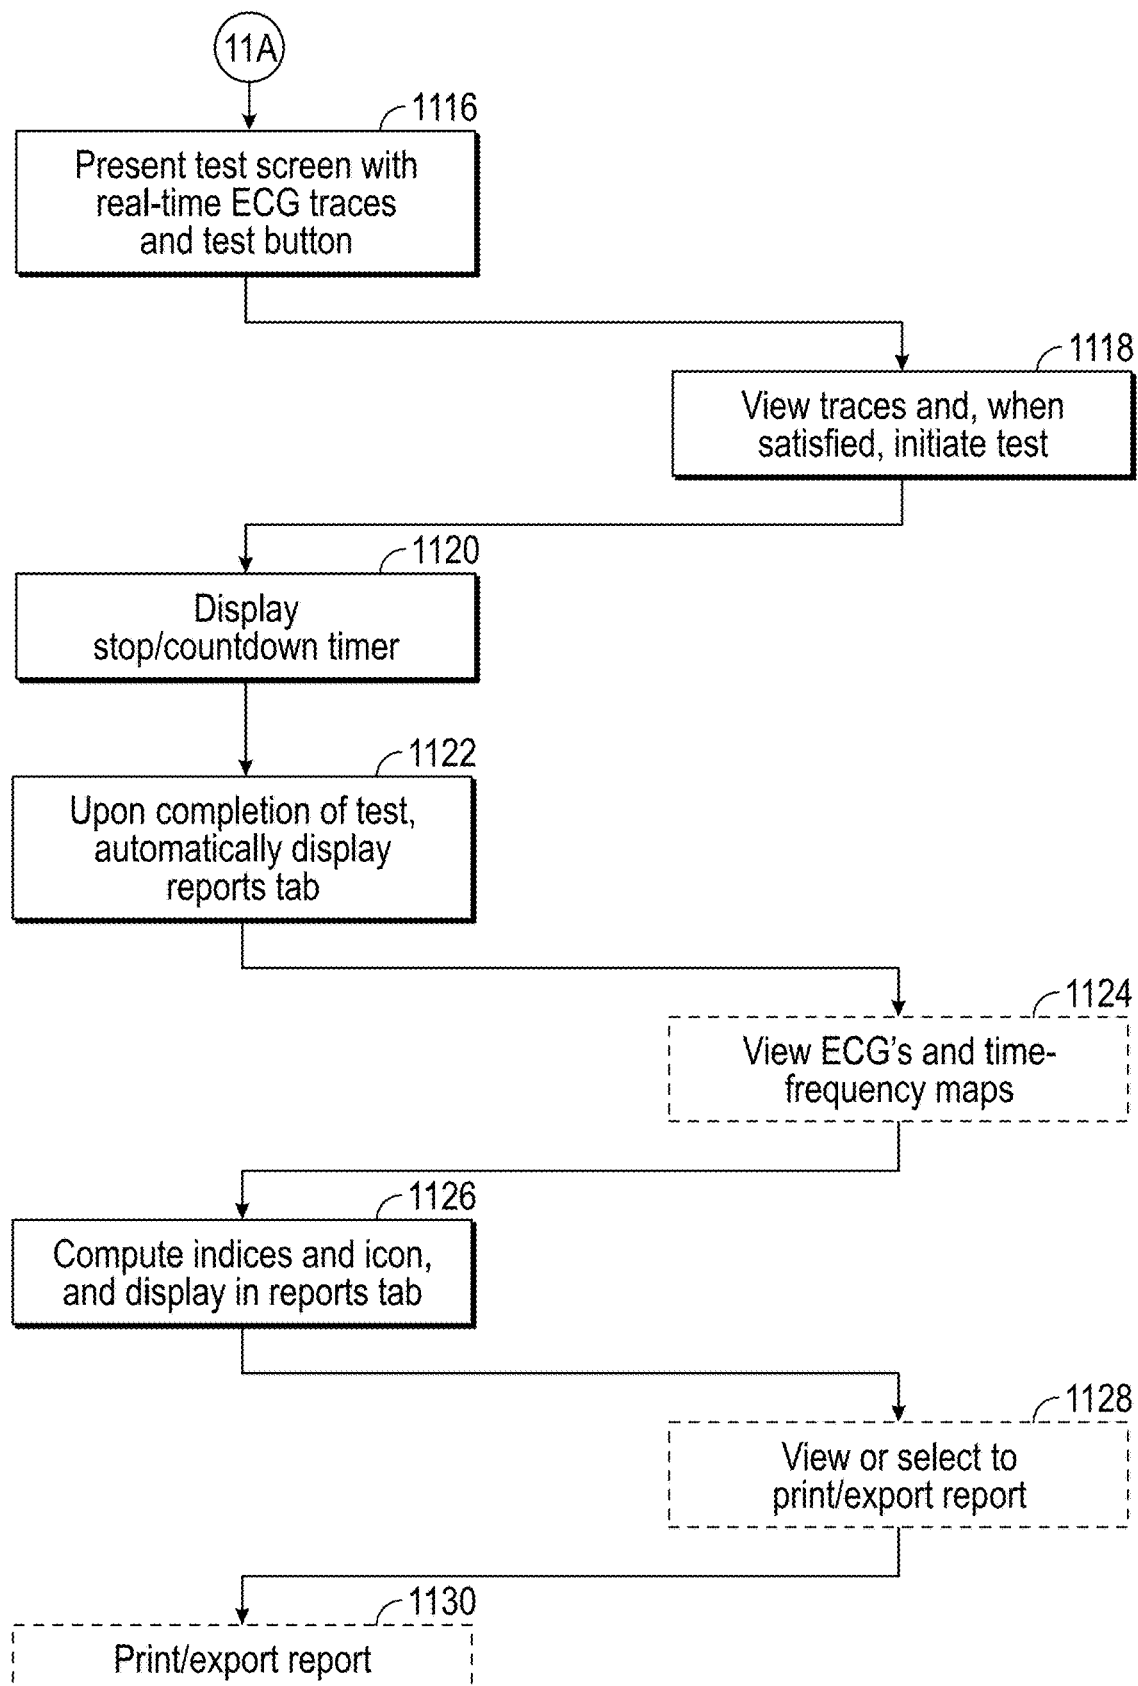 11A
1116
Present test screen with
real-time ECG traces
and test button
1118
View traces and, when
satisfied, initiate test
1120
Display
stop/countdown timer
1122
Upon completion of test,
automatically display
reports tab
1124
View ECG's and time-
frequency maps
1126
Compute indices and icon,
and display in reports tab
1128
View or select to
print/export report
1130
Print/export report